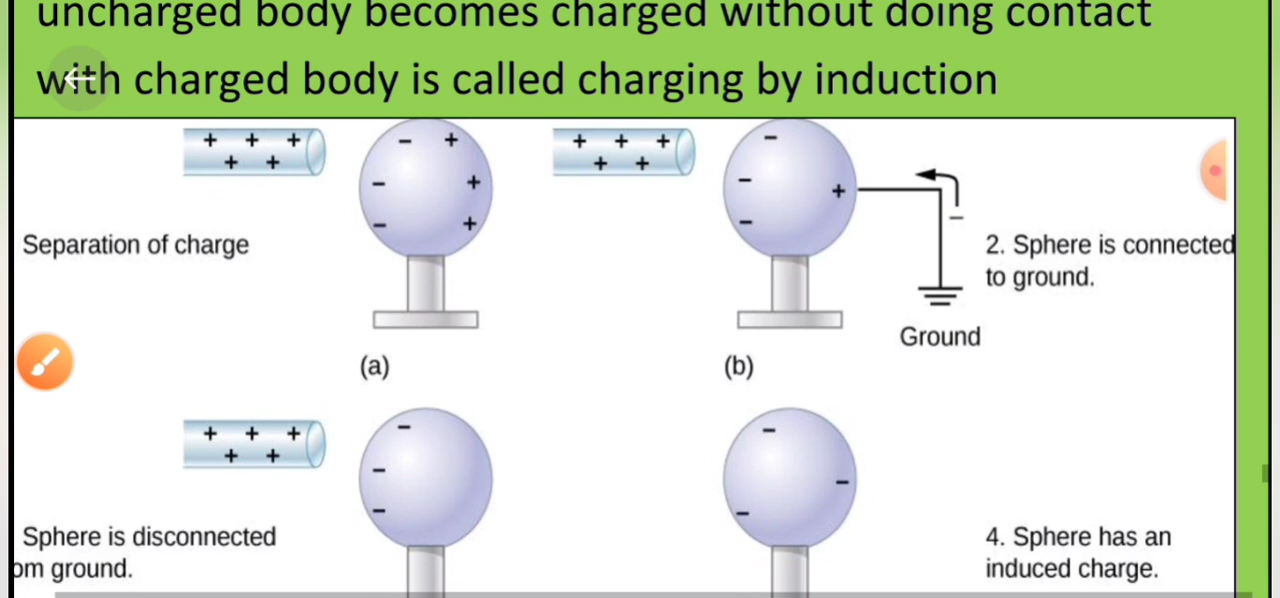 uncharged body becomes charged without doing contact
with charged body is called charging by induction
+ + + - + + + + -
+ + - + + + - +
- + - -
Separation of charge
2. Sphere is connected
to ground.
Ground
(a)
(b)
+ + + - -
+ + - -
- -
Sphere is disconnected
om ground.
4. Sphere has an
induced charge.